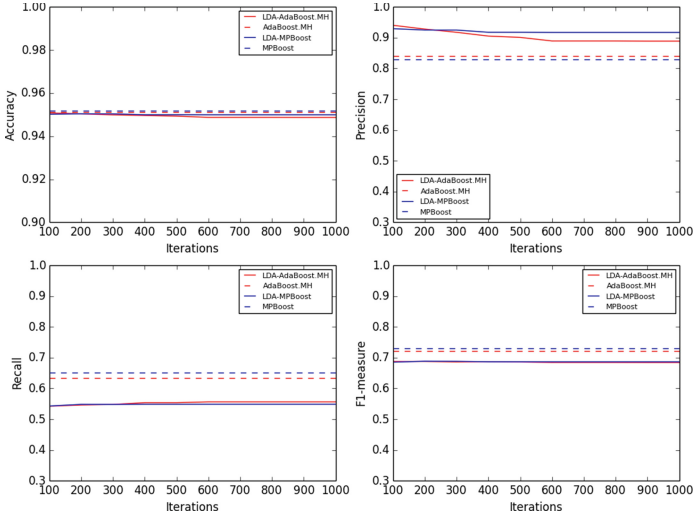 1.00
0.98
0.96
0.94
0.92
0.90
Accuracy
LDA-AdaBoost.MH
AdaBoost.MH
LDA-MPBoost
MPBoost
100 200 300 400 500 600 700 800 900 1000
Iterations
1.0
0.9
0.8
0.7
0.6
0.5
0.4
0.3
Precision
LDA-AdaBoost.MH
AdaBoost.MH
LDA-MPBoost
MPBoost
100 200 300 400 500 600 700 800 900 1000
Iterations
1.0
0.9
0.8
0.7
0.6
0.5
0.4
0.3
Recall
LDA-AdaBoost.MH
AdaBoost.MH
LDA-MPBoost
MPBoost
100 200 300 400 500 600 700 800 900 1000
Iterations
1.0
0.9
0.8
0.7
0.6
0.5
0.4
0.3
F1-measure
LDA-AdaBoost.MH
AdaBoost.MH
LDA-MPBoost
MPBoost
100 200 300 400 500 600 700 800 900 1000
Iterations